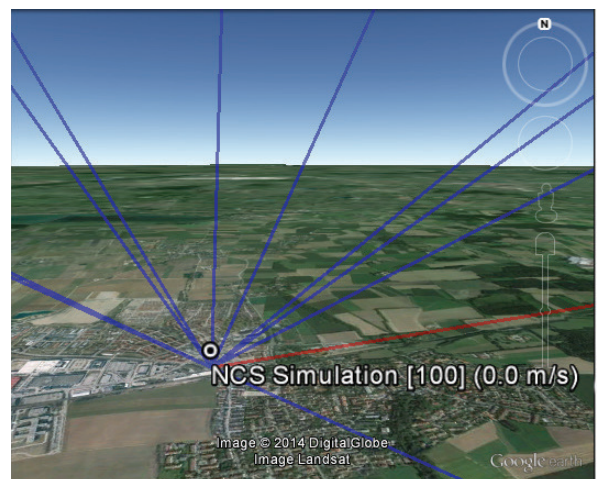 N
NCS Simulation [100] (0.0 m/s)
Image © 2014 DigitalGlobe
Image Landsat
Google earth